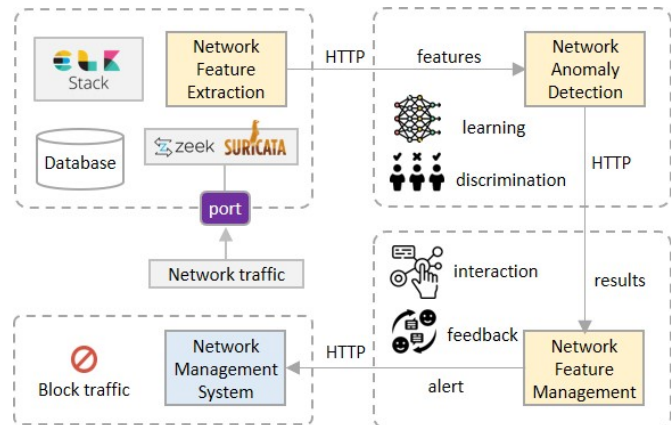 ELK
Stack
Network
Feature
Extraction
HTTP
features
Network
Anomaly
Detection
Database
zeek
SURICATA
learning
discrimination
HTTP
port
Network traffic
interaction
results
feedback
Block traffic
Network
Management
System
HTTP
alert
Network
Feature
Management